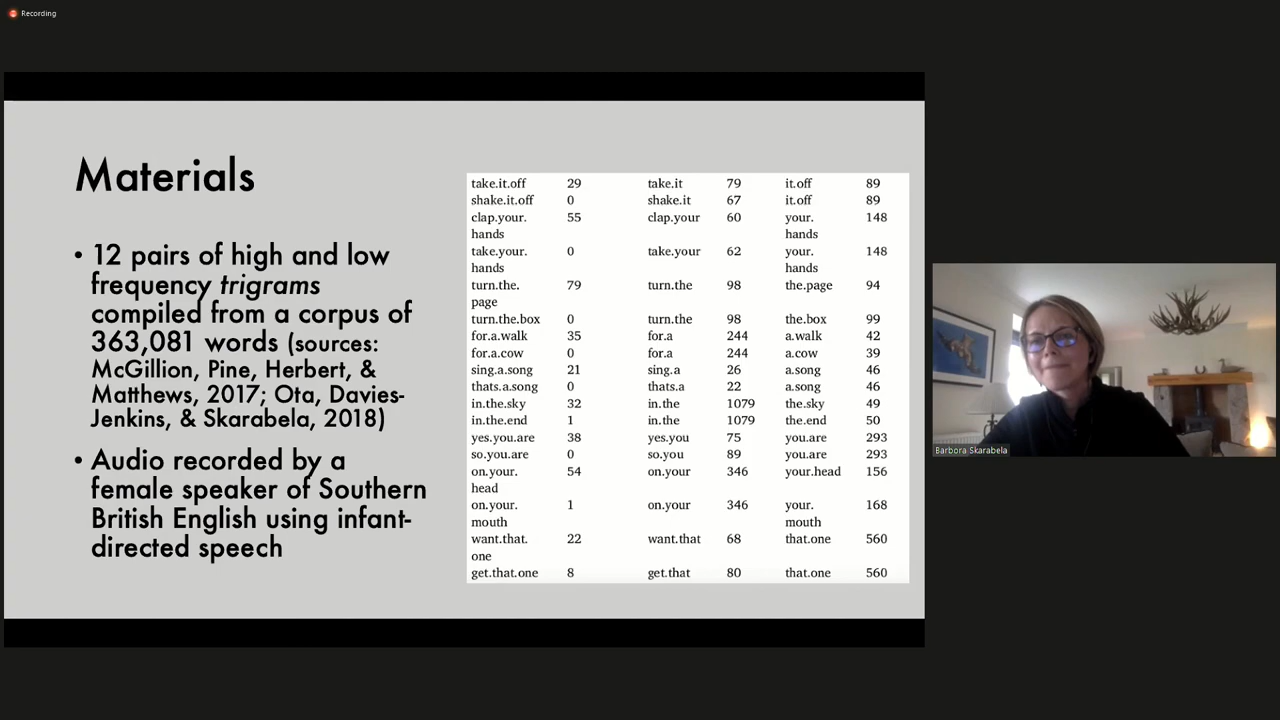 Recording
Materials
• 12 pairs of high and low
frequency trigrams
compiled from a corpus of
363,081 words (sources:
McGillion, Pine, Herbert, &
Matthews, 2017; Ota, Davies-
Jenkins, & Skarabela, 2018)
• Audio recorded by a
female speaker of Southern
British English using infant-
directed speech
take.it.off 29 take.it 79 it.off 89
shake.it.off 0 shake.it 67 it.off 89
clap.your. 55 clap.your 60 your. 148
hands hands
take.your. 0 take.your 62 your. 148
hands hands
turn.the. 79 turn.the 98 the.page 94
page
turn.the.box 0 turn.the 98 the.box 99
for.a.walk 35 for.a 244 a.walk 42
for.a.cow 0 for.a 244 a.cow 39
sing.a.song 21 sing.a 26 a.song 46
thats.a.song 0 thats.a 22 a.song 46
in.the.sky 32 in.the 1079 the.sky 49
in.the.end 1 in.the 1079 the.end 50
yes.you.are 38 yes.you 75 you.are 293
so.you.are 0 so.you 89 you.are 293
on.your. 54 on.your 346 your.head 156
head
on.your. 1 on.your 346 your. 168
mouth mouth
want.that. 22 want.that 68 that.one 560
one
get.that.one 8 get.that 80 that.one 560
Barbora Skarabela